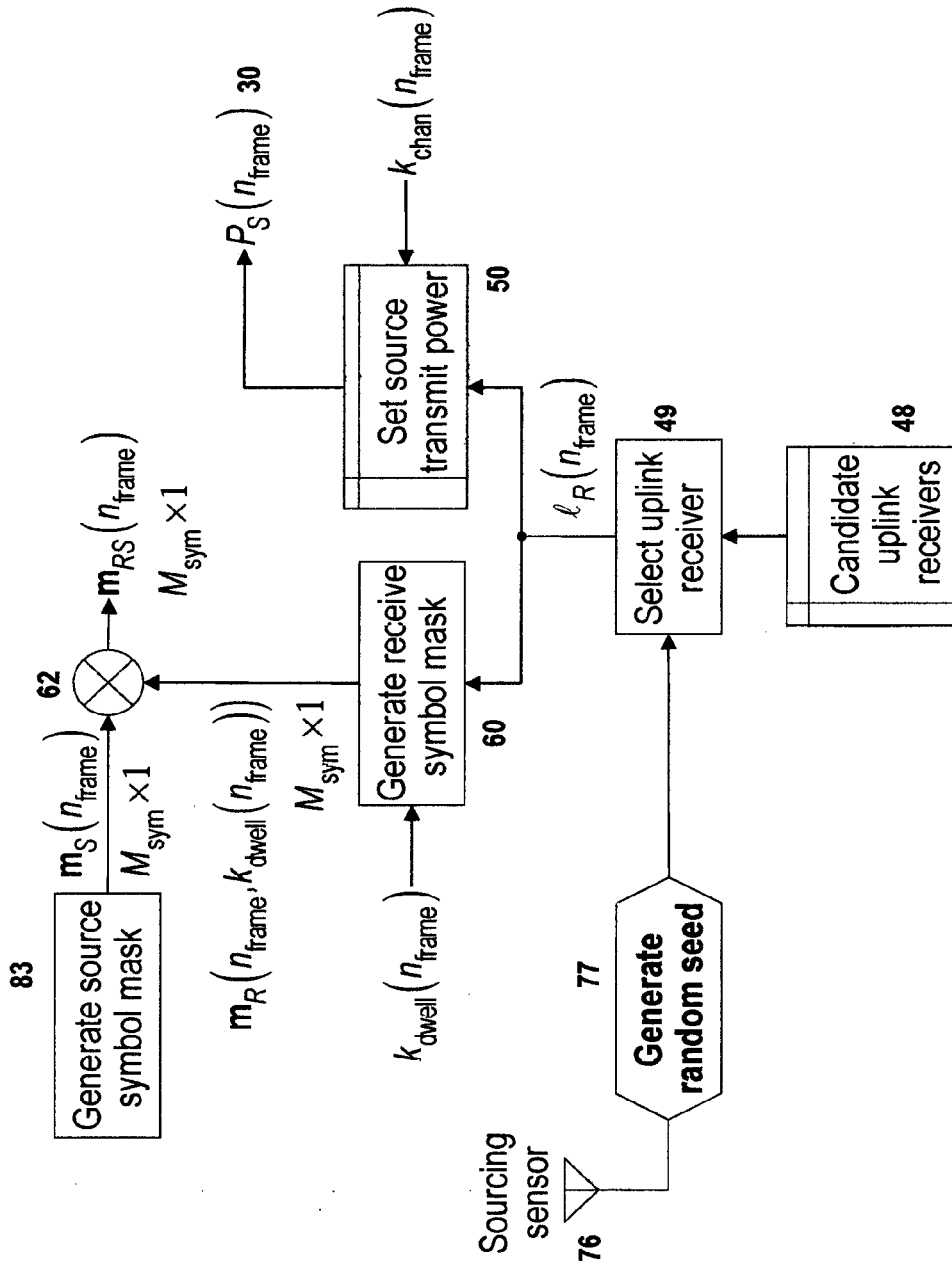 83
Generate source
symbol mask
m_S(n_frame)
M_sym×1
62
m_RS(n_frame)
M_sym×1
m_R(n_frame, k_dwell(n_frame))
M_sym×1
P_S(n_frame) 30
k_dwell(n_frame)
Generate receive
symbol mask
60
Set source
transmit power
50
k_chan(n_frame)
ℓ_R(n_frame)
Sourcing
sensor
76
77
Generate
random seed
Select uplink
receiver
49
Candidate
uplink
receivers
48